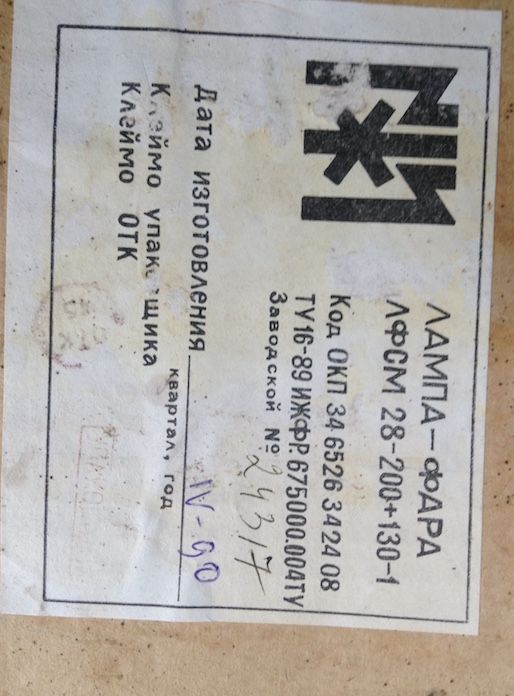 ЛАМПА-ФАРА
ЛФСМ 28-200+130-1
Код ОКП 34 6526 3424 08
ТУ16-89 ИЖФР. 675000.004ТУ
Заводской № 24317
Дата изготовления IV-90
квартал, год
Клеймо упаковщика
Клеймо ОТК